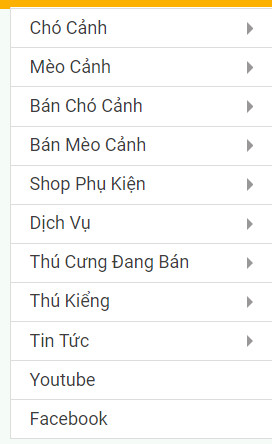 Chó Cảnh
Mèo Cảnh
Bán Chó Cảnh
Bán Mèo Cảnh
Shop Phụ Kiện
Dịch Vụ
Thú Cưng Đang Bán
Thú Kiểng
Tin Tức
Youtube
Facebook